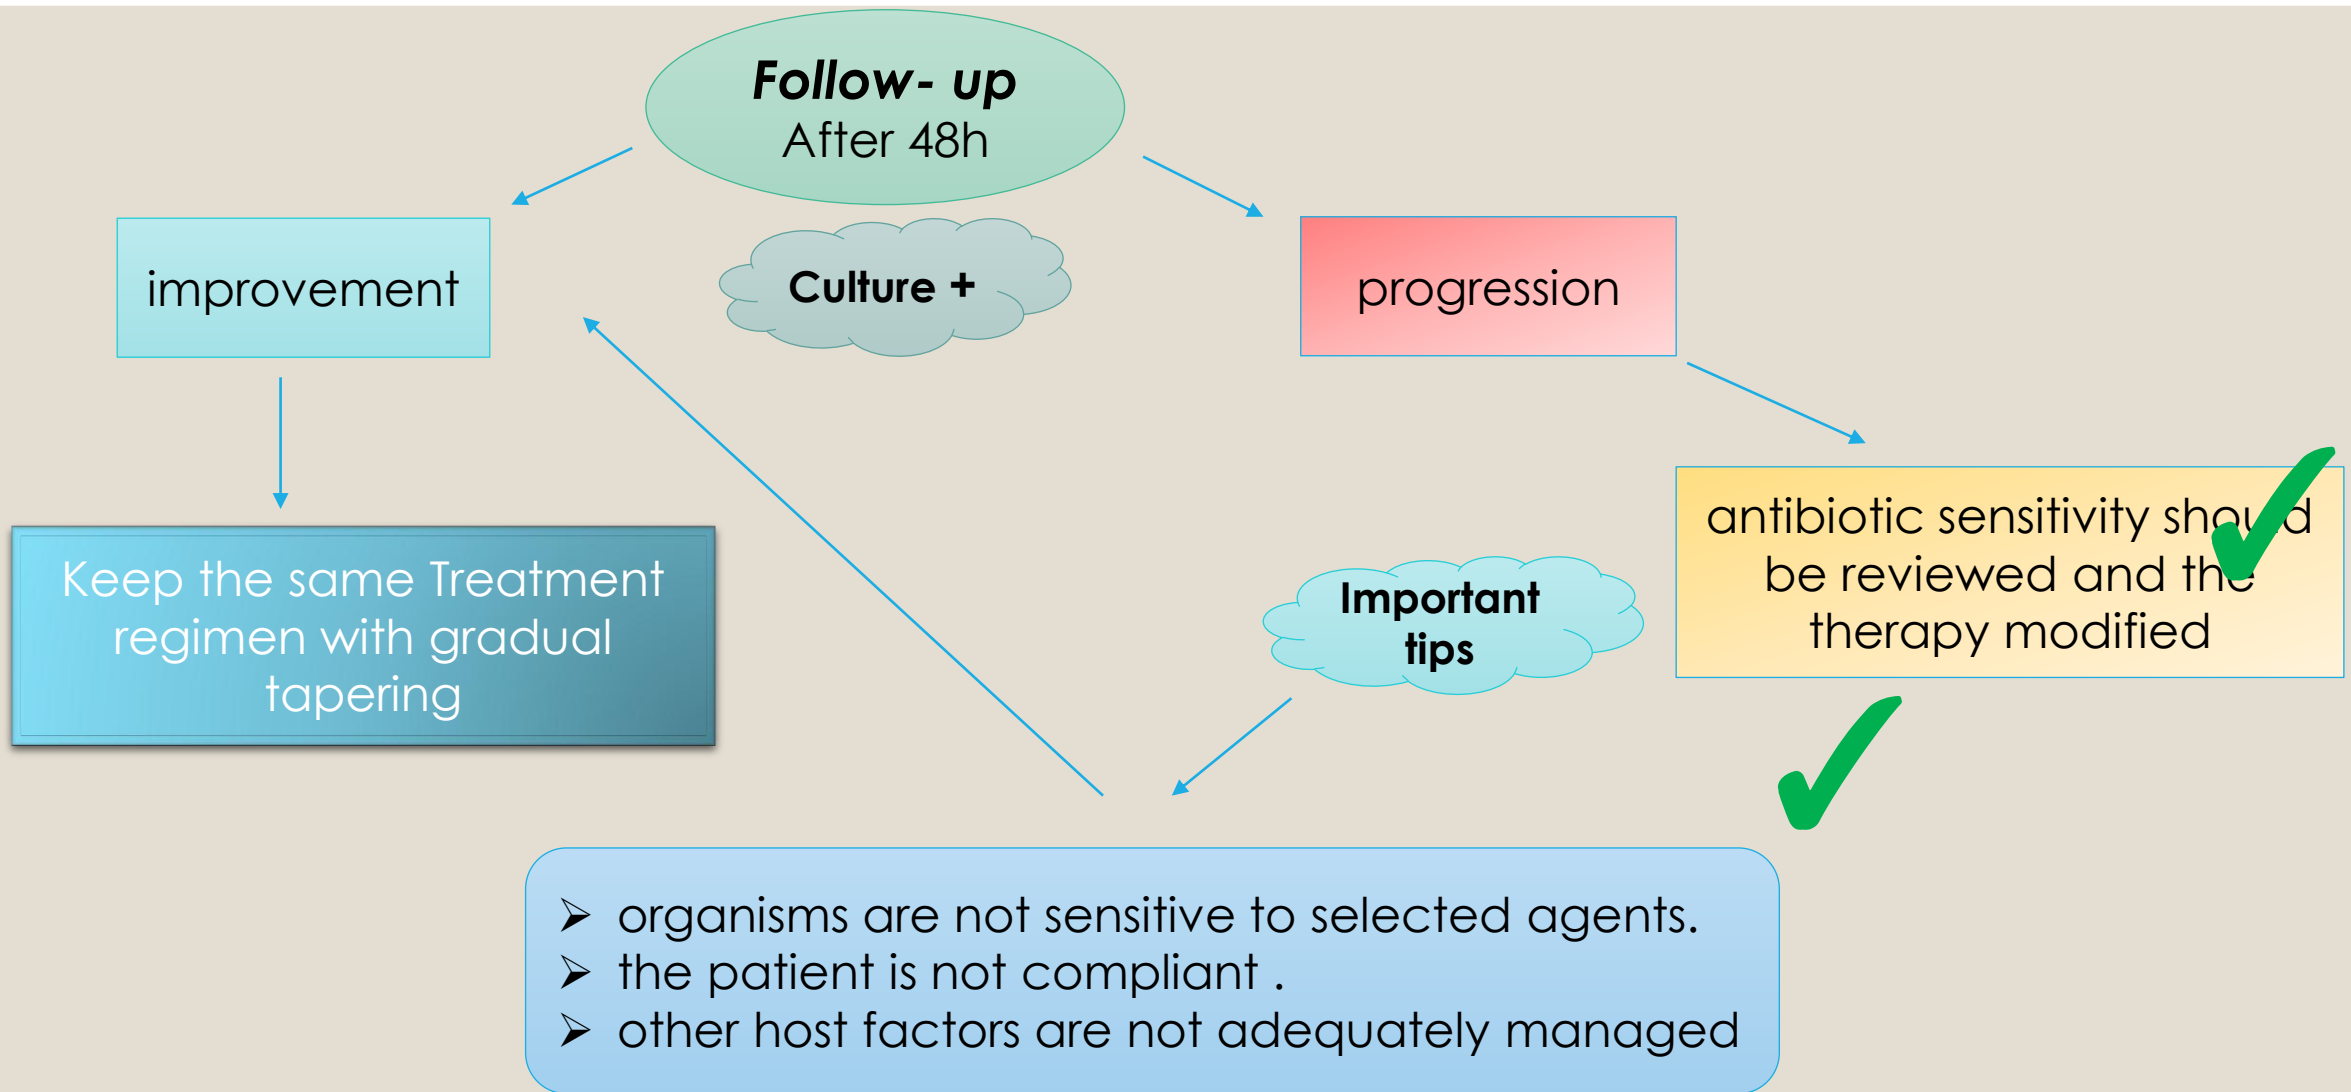 Follow- up
After 48h
improvement
Culture +
progression
Keep the same Treatment
regimen with gradual
tapering
Important
tips
antibiotic sensitivity should
be reviewed and the
therapy modified
➢ organisms are not sensitive to selected agents.
➢ the patient is not compliant .
➢ other host factors are not adequately managed